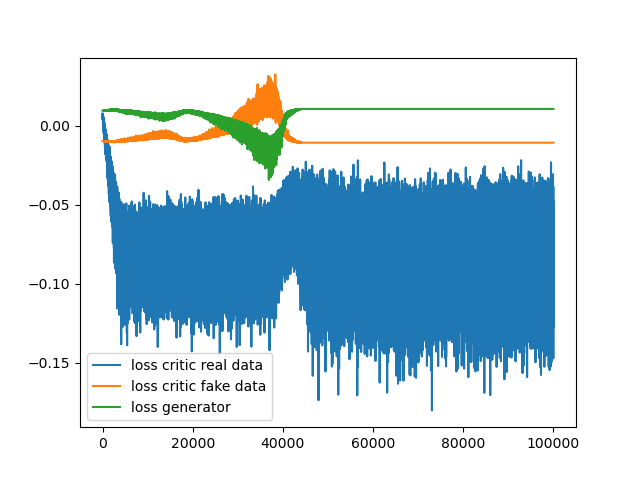 0.00
−0.05
−0.10
−0.15
loss critic real data
loss critic fake data
loss generator
0 20000 40000 60000 80000 100000